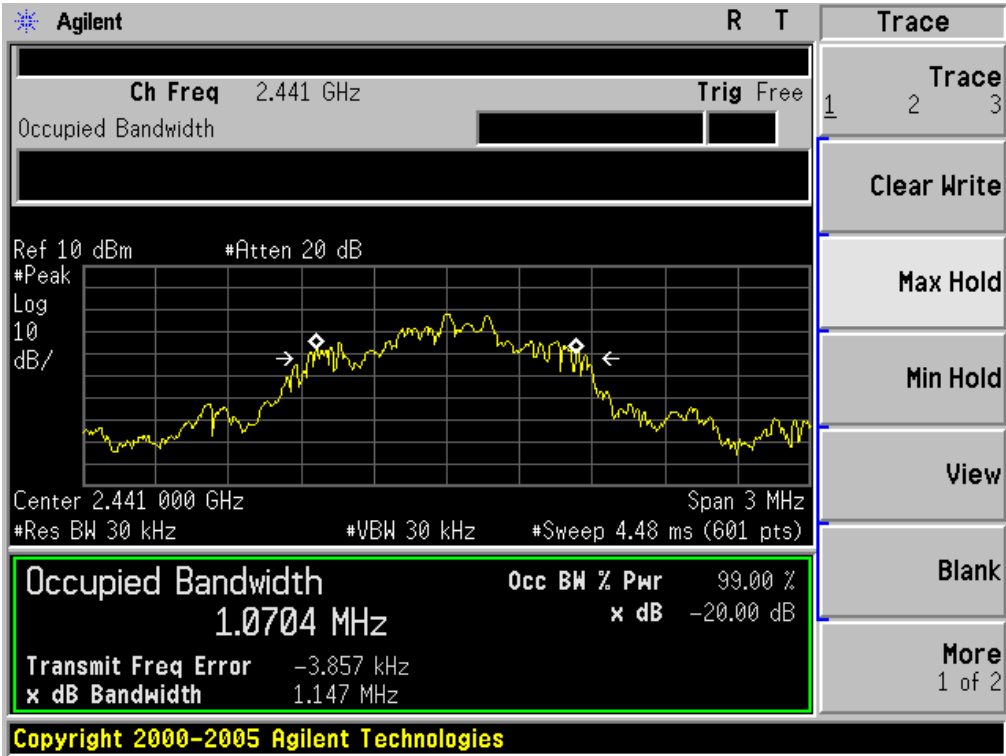 Agilent R T
Trace
Ch Freq 2.441 GHz Trig Free
Occupied Bandwidth
Trace
1 2 3
Clear Write
Max Hold
Min Hold
View
Blank
More
1 of 2
Ref 10 dBm #Atten 20 dB
#Peak
Log
10
dB/
Center 2.441 000 GHz Span 3 MHz
#Res BW 30 kHz #VBW 30 kHz #Sweep 4.48 ms (601 pts)
Occupied Bandwidth
1.0704 MHz
Occ BW % Pwr 99.00 %
x dB -20.00 dB
Transmit Freq Error -3.857 kHz
x dB Bandwidth 1.147 MHz
Copyright 2000-2005 Agilent Technologies